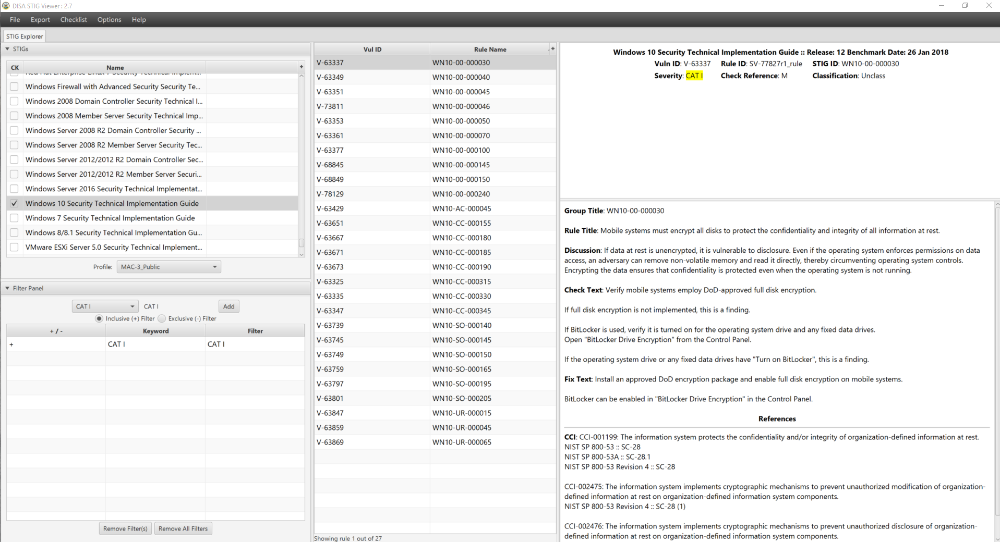 DISA STIG Viewer : 2.7
File Export Checklist Options Help
STIG Explorer
STIGs
CK Name +
Red Hat Enterprise Linux 7 Security Technical Implem...
Windows Firewall with Advanced Security Security Te...
Windows 2008 Domain Controller Security Technical I...
Windows 2008 Member Server Security Technical Imp...
Windows Server 2008 R2 Domain Controller Security ...
Windows Server 2008 R2 Member Server Security Tec...
Windows Server 2012/2012 R2 Domain Controller Sec...
Windows Server 2012/2012 R2 Member Server Securi...
Windows Server 2016 Security Technical Implementat...
Windows 10 Security Technical Implementation Guide
Windows 7 Security Technical Implementation Guide
Windows 8/8.1 Security Technical Implementation Gu...
VMware ESXi Server 5.0 Security Technical Implement...
Profile: MAC-3_Public
Filter Panel
CAT I CAT I Add
Inclusive (+) Filter Exclusive (-) Filter
+ / - Keyword Filter
+ CAT I CAT I
Remove Filter(s) Remove All Filters
Vul ID Rule Name +
V-63337 WN10-00-000030
V-63349 WN10-00-000040
V-63351 WN10-00-000045
V-73811 WN10-00-000046
V-63353 WN10-00-000050
V-63361 WN10-00-000070
V-63377 WN10-00-000100
V-68845 WN10-00-000145
V-68849 WN10-00-000150
V-78129 WN10-00-000240
V-63429 WN10-AC-000045
V-63651 WN10-CC-000155
V-63667 WN10-CC-000180
V-63671 WN10-CC-000185
V-63673 WN10-CC-000190
V-63325 WN10-CC-000315
V-63335 WN10-CC-000330
V-63347 WN10-CC-000345
V-63739 WN10-SO-000140
V-63745 WN10-SO-000145
V-63749 WN10-SO-000150
V-63759 WN10-SO-000165
V-63797 WN10-SO-000195
V-63801 WN10-SO-000205
V-63847 WN10-UR-000015
V-63859 WN10-UR-000045
V-63869 WN10-UR-000065
Showing rule 1 out of 27
Windows 10 Security Technical Implementation Guide :: Release: 12 Benchmark Date: 26 Jan 2018
Vuln ID: V-63337 Rule ID: SV-77827r1_rule STIG ID: WN10-00-000030
Severity: CAT I Check Reference: M Classification: Unclass
Group Title: WN10-00-000030
Rule Title: Mobile systems must encrypt all disks to protect the confidentiality and integrity of all information at rest.
Discussion: If data at rest is unencrypted, it is vulnerable to disclosure. Even if the operating system enforces permissions on data
access, an adversary can remove non-volatile memory and read it directly, thereby circumventing operating system controls.
Encrypting the data ensures that confidentiality is protected even when the operating system is not running.
Check Text: Verify mobile systems employ DoD-approved full disk encryption.
If full disk encryption is not implemented, this is a finding.
If BitLocker is used, verify it is turned on for the operating system drive and any fixed data drives.
Open "BitLocker Drive Encryption" from the Control Panel.
If the operating system drive or any fixed data drives have "Turn on BitLocker", this is a finding.
Fix Text: Install an approved DoD encryption package and enable full disk encryption on mobile systems.
BitLocker can be enabled in "BitLocker Drive Encryption" in the Control Panel.
References
CCI: CCI-001199: The information system protects the confidentiality and/or integrity of organization-defined information at rest.
NIST SP 800-53 :: SC-28
NIST SP 800-53A :: SC-28.1
NIST SP 800-53 Revision 4 :: SC-28
CCI-002475: The information system implements cryptographic mechanisms to prevent unauthorized modification of organization-
defined information at rest on organization-defined information system components.
NIST SP 800-53 Revision 4 :: SC-28 (1)
CCI-002476: The information system implements cryptographic mechanisms to prevent unauthorized disclosure of organization-
defined information at rest on organization-defined information system components.